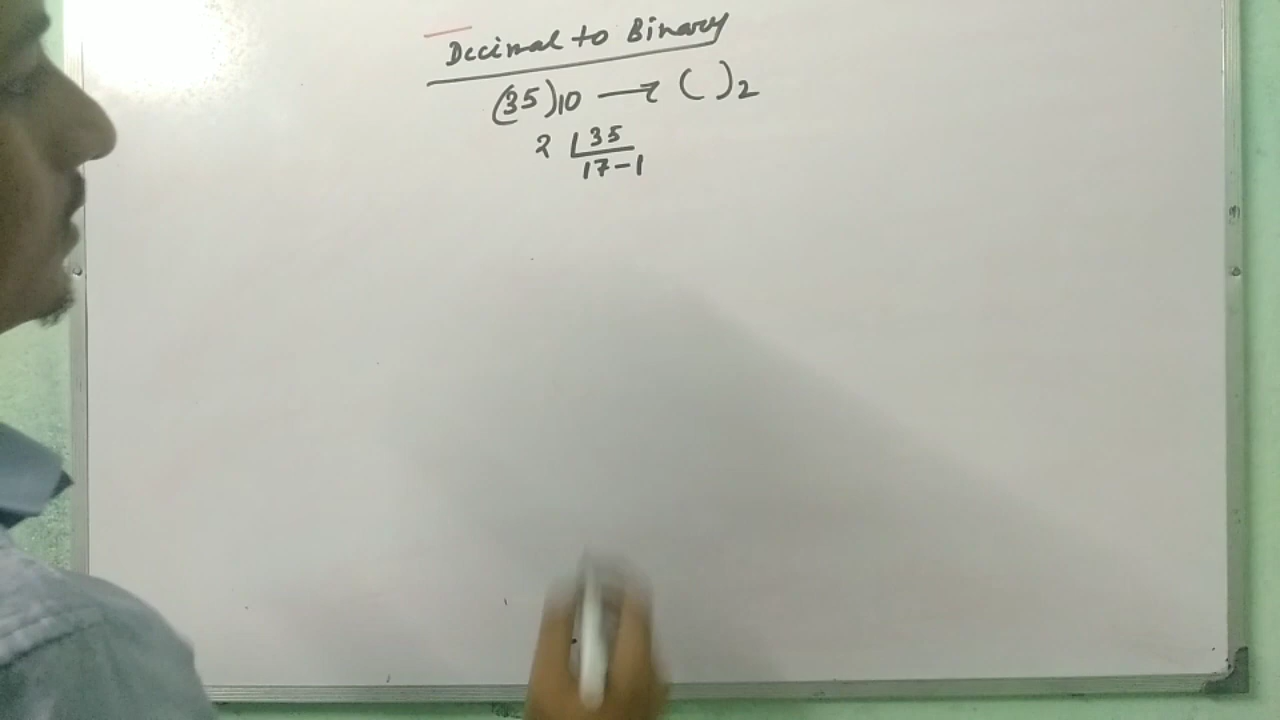 Decimal to Binary
(35)10 → ( )2
2 | 35
17-1